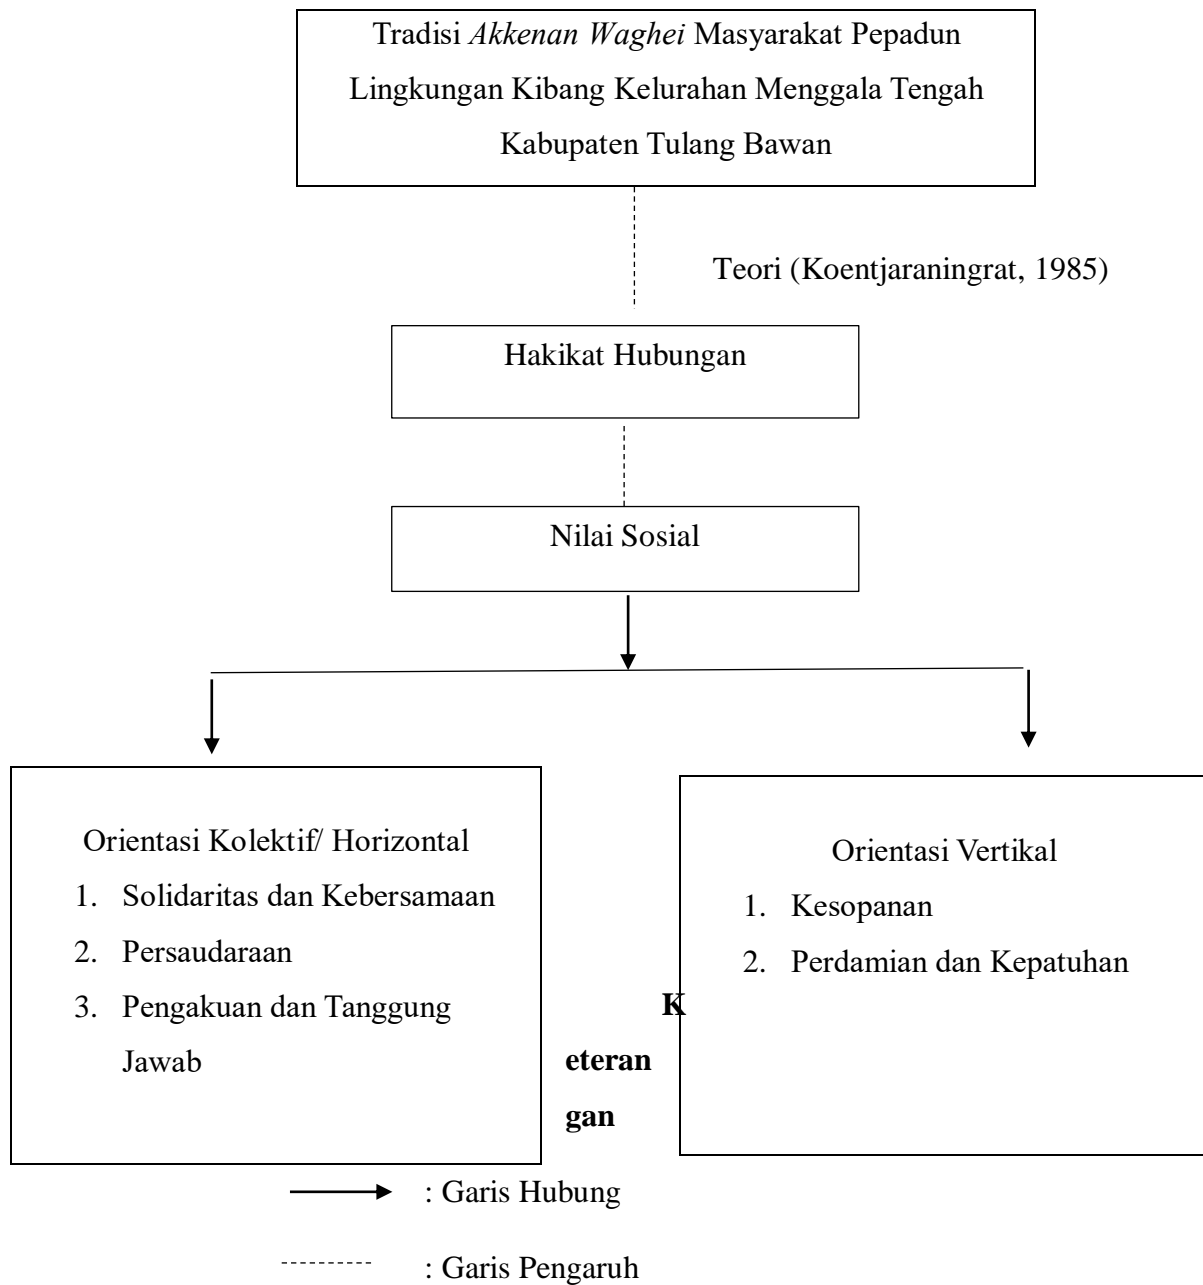 Tradisi Akkenan Waghei Masyarakat Pepadun
Lingkungan Kibang Kelurahan Menggala Tengah
Kabupaten Tulang Bawan
Teori (Koentjaraningrat, 1985)
Hakikat Hubungan
Nilai Sosial
Orientasi Kolektif/ Horizontal
1. Solidaritas dan Kebersamaan
2. Persaudaraan
3. Pengakuan dan Tanggung
Jawab
Orientasi Vertikal
1. Kesopanan
2. Perdamian dan Kepatuhan
K
eteran
gan
: Garis Hubung
: Garis Pengaruh